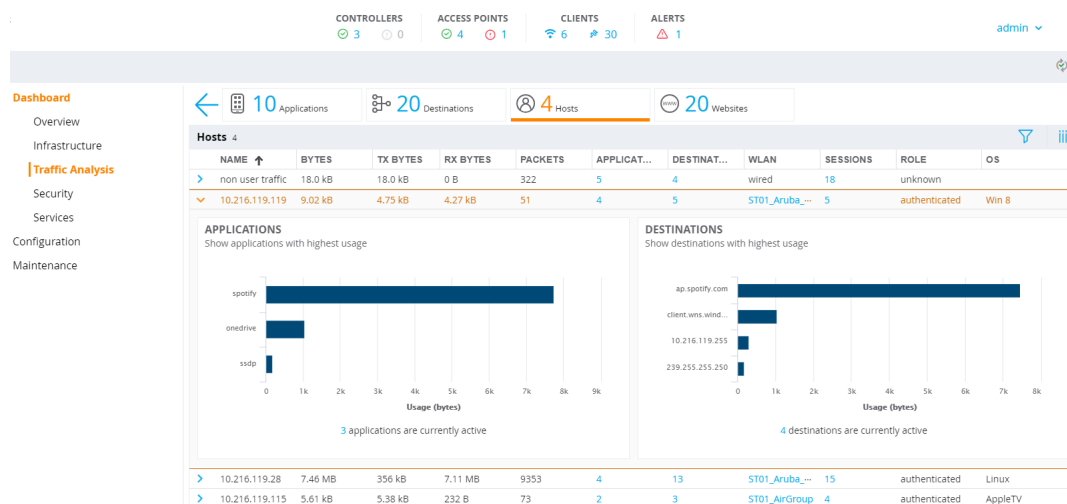 CONTROLLERS ACCESS POINTS CLIENTS ALERTS
3 0 4 1 6 30 1
admin
Dashboard
Overview
Infrastructure
Traffic Analysis
Security
Services
Configuration
Maintenance
10 Applications 20 Destinations 4 Hosts www 20 Websites
Hosts 4
NAME BYTES TX BYTES RX BYTES PACKETS APPLICAT... DESTINAT... WLAN SESSIONS ROLE OS
non user traffic 18.0 kB 18.0 kB 0 B 322 5 4 wired 18 unknown
10.216.119.119 9.02 kB 4.75 kB 4.27 kB 51 4 5 ST01_Aruba_... 5 authenticated Win 8
APPLICATIONS
Show applications with highest usage
spotify
onedrive
ssdp
0 1k 2k 3k 4k 5k 6k 7k 8k 9k
Usage (bytes)
3 applications are currently active
DESTINATIONS
Show destinations with highest usage
ap.spotify.com
client.wns.wind...
10.216.119.255
239.255.255.250
0 1k 2k 3k 4k 5k 6k 7k 8k
Usage (bytes)
4 destinations are currently active
10.216.119.28 7.46 MB 356 kB 7.11 MB 9353 4 13 ST01_Aruba_... 15 authenticated Linux
10.216.119.115 5.61 kB 5.38 kB 232 B 73 2 3 ST01_AirGroup 4 authenticated AppleTV